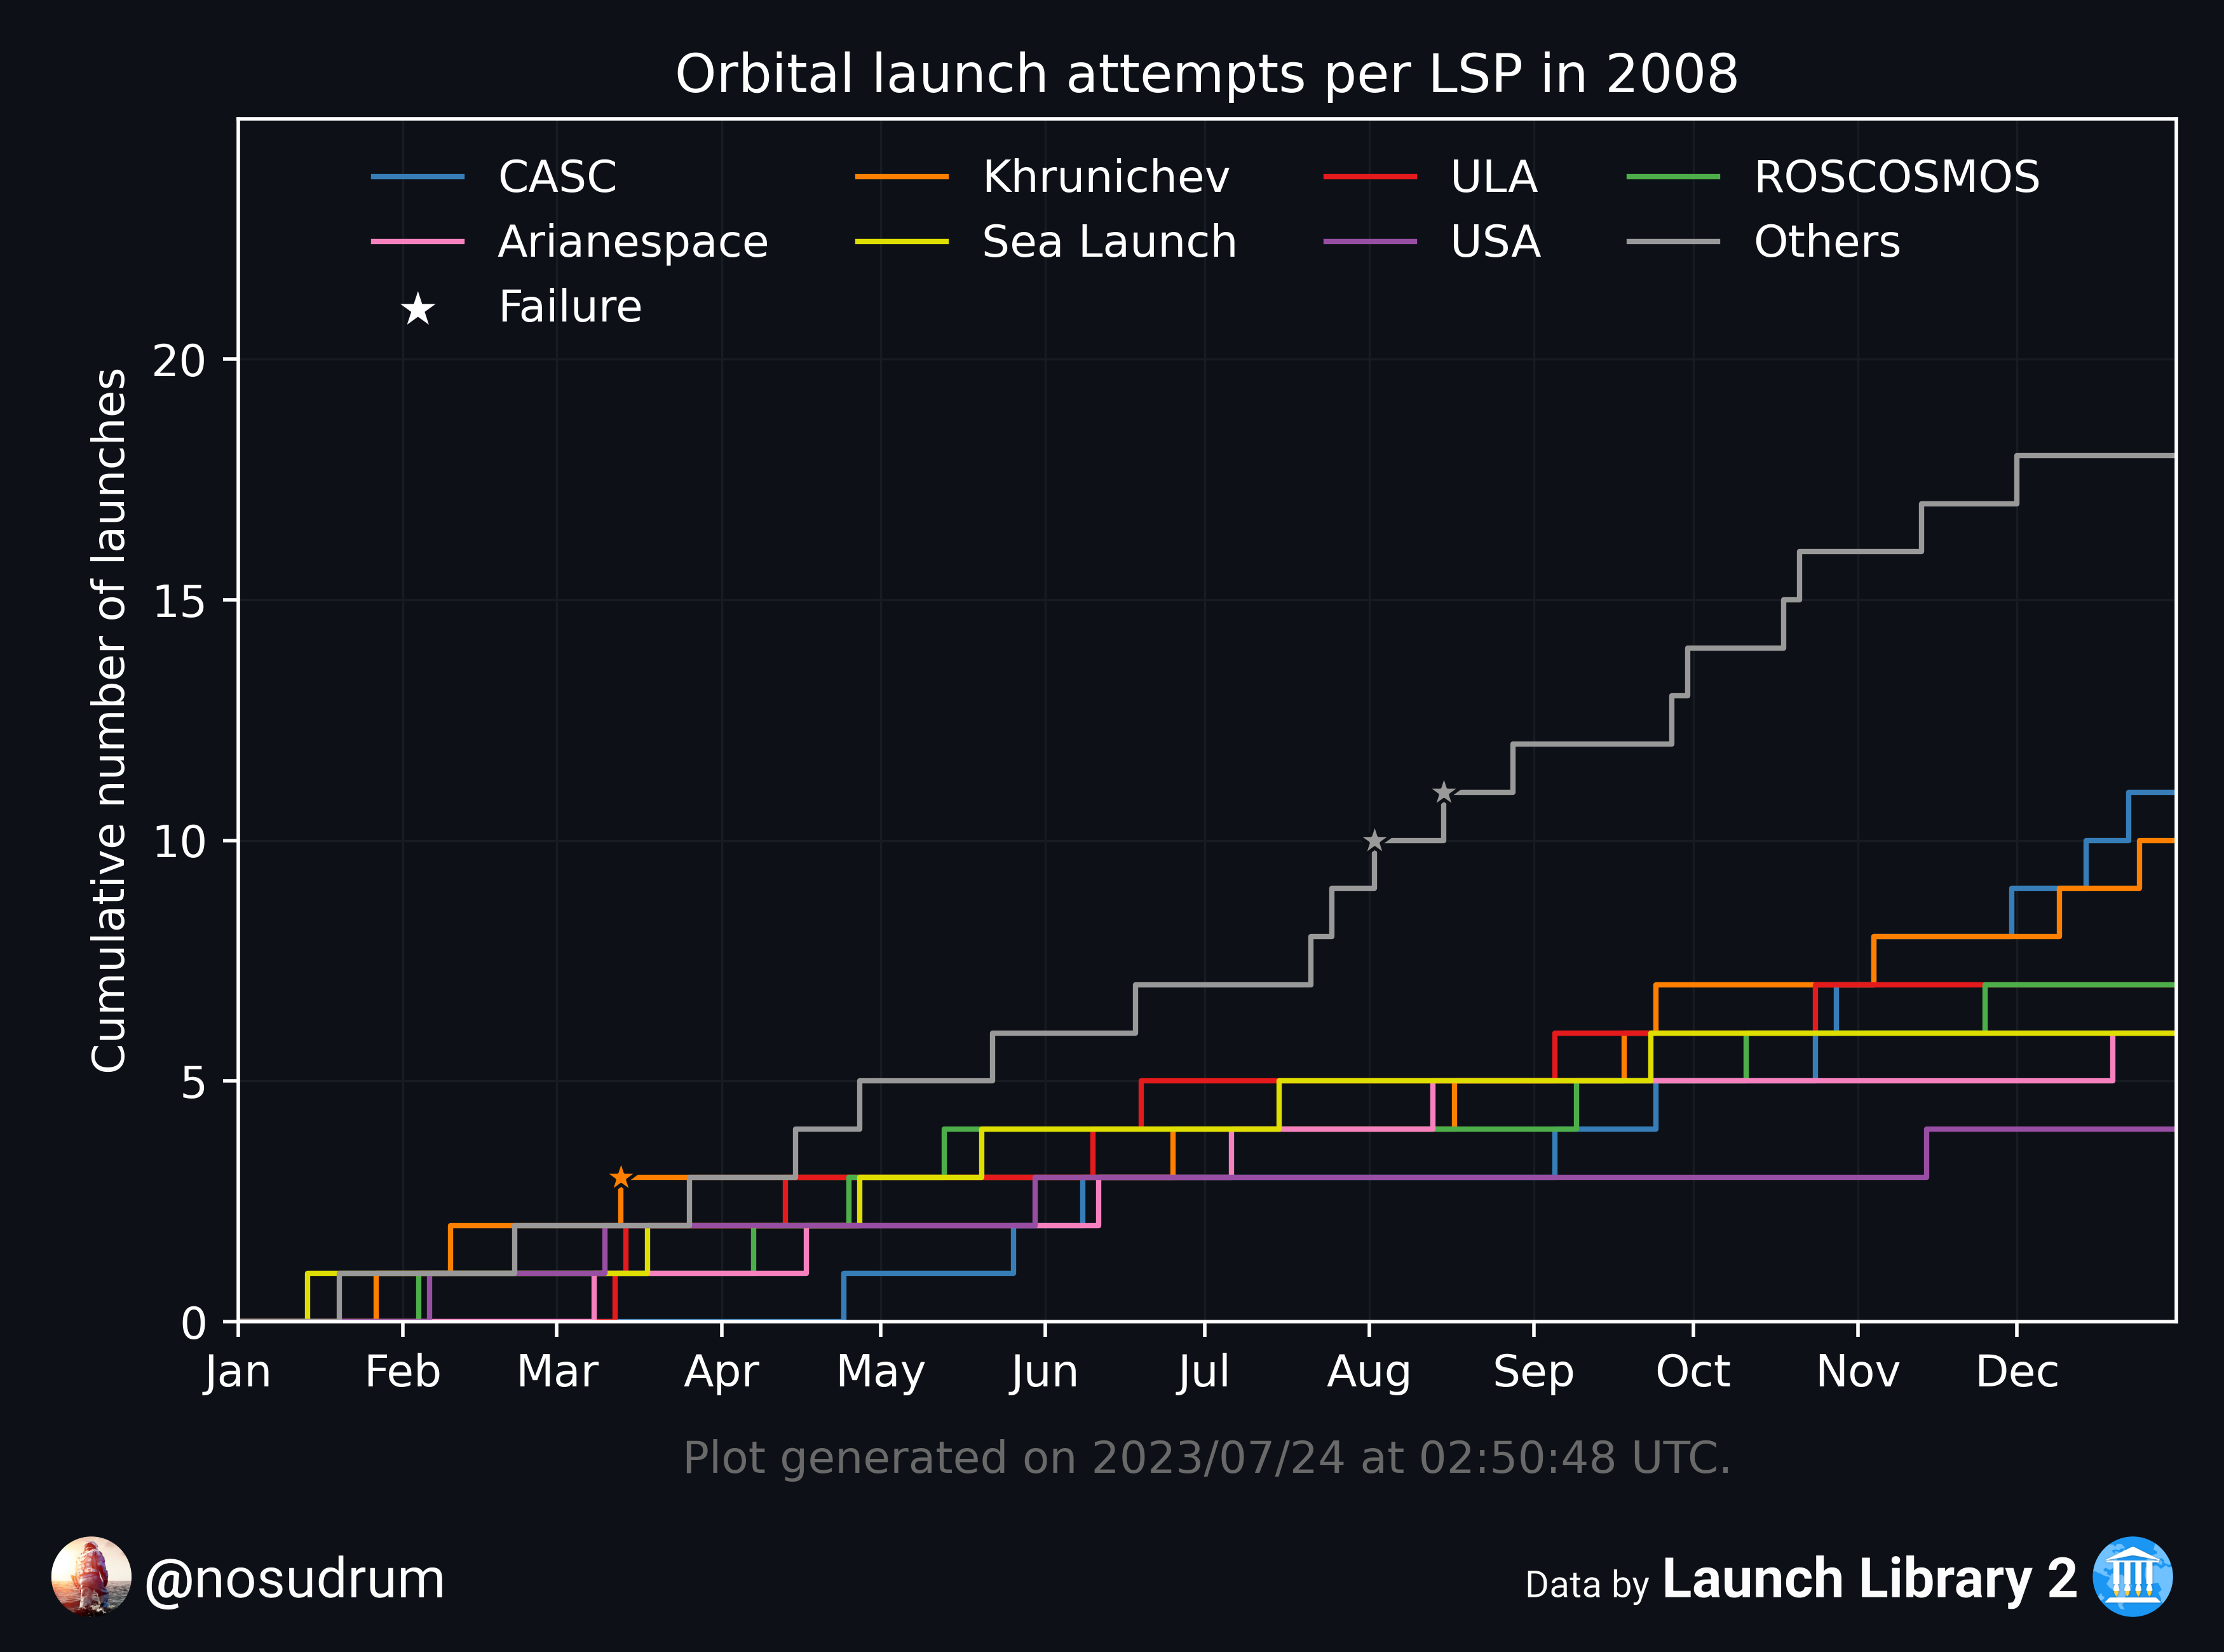 Orbital launch attempts per LSP in 2008
CASC Khrunichev ULA ROSCOSMOS
Arianespace Sea Launch USA Others
Failure
Cumulative number of launches
20
15
10
5
0
Jan Feb Mar Apr May Jun Jul Aug Sep Oct Nov Dec
Plot generated on 2023/07/24 at 02:50:48 UTC.
@nosudrum
Data by Launch Library 2